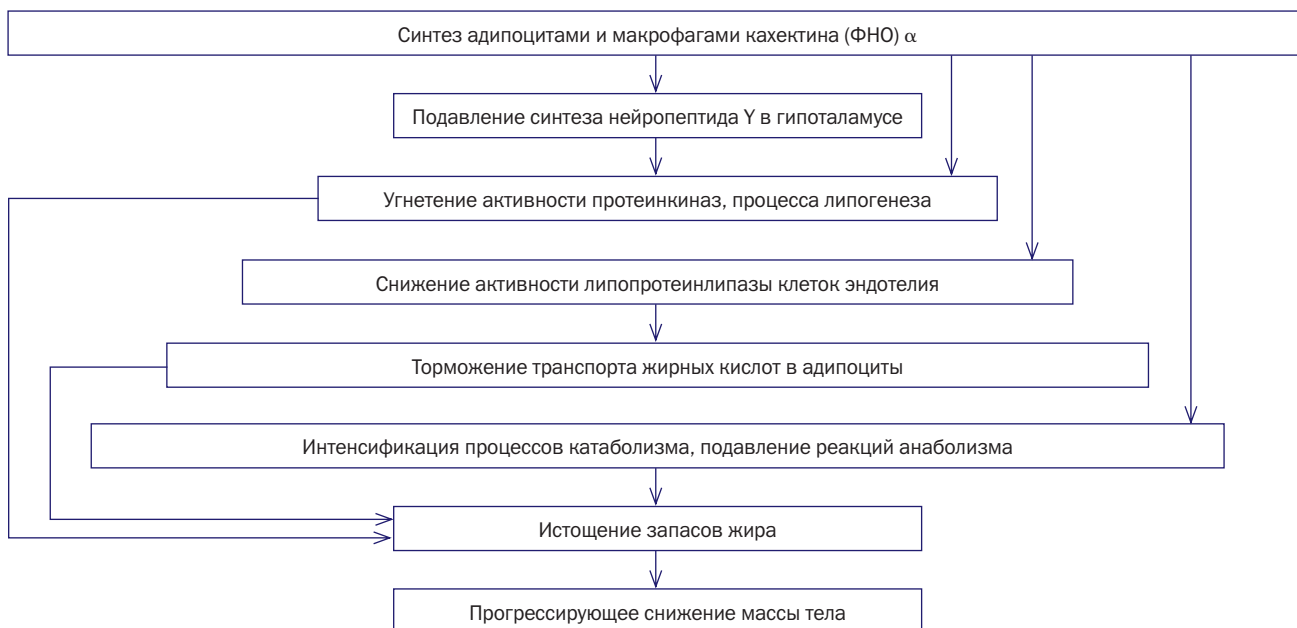 Синтез адипоцитами и макрофагами кахектина (ФНО) α
Подавление синтеза нейропептида Y в гипоталамусе
Угнетение активности протеинкиназ, процесса липогенеза
Снижение активности липопротеинлипазы клеток эндотелия
Торможение транспорта жирных кислот в адипоциты
Интенсификация процессов катаболизма, подавление реакций анаболизма
Истощение запасов жира
Прогрессирующее снижение массы тела